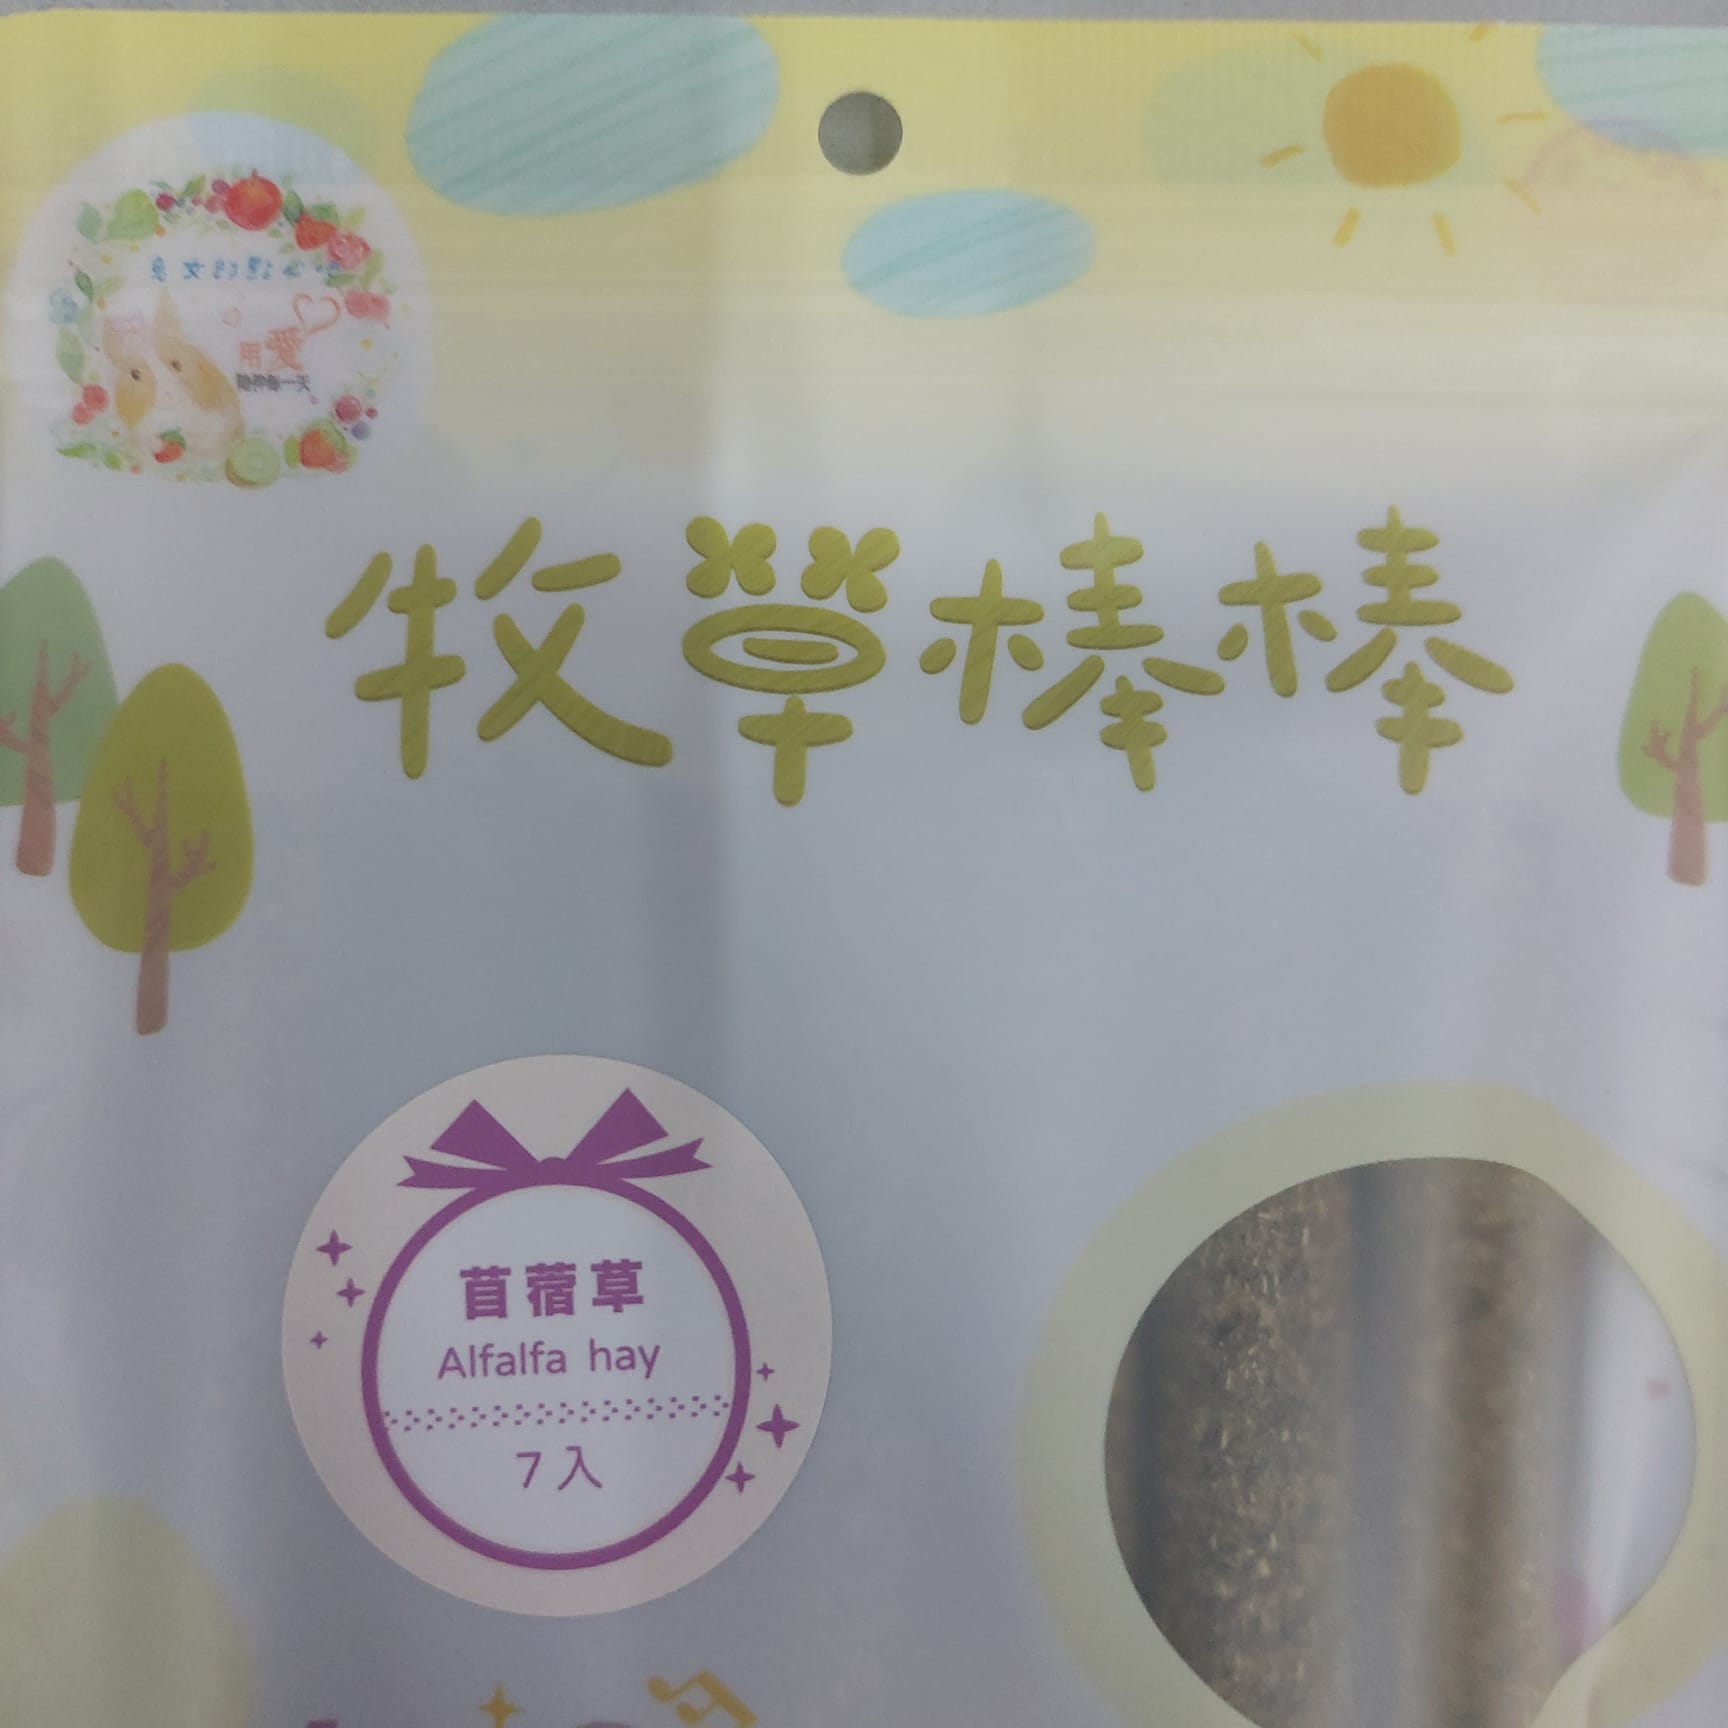 兔女的點心吧
用愛
陪伴每一天
牧草棒棒
苜蓿草
Alfalfa hay
7入